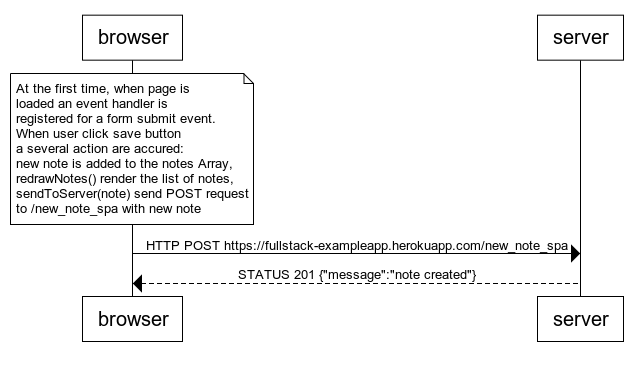 browser
server
At the first time, when page is
loaded an event handler is
registered for a form submit event.
When user click save button
a several action are accured:
new note is added to the notes Array,
redrawNotes() render the list of notes,
sendToServer(note) send POST request
to /new_note_spa with new note
HTTP POST https://fullstack-exampleapp.herokuapp.com/new_note_spa
STATUS 201 {"message":"note created"}
browser
server